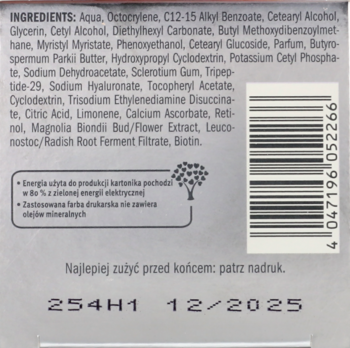 INGREDIENTS: Aqua, Octocrylene, C12-15 Alkyl Benzoate, Cetearyl Alcohol,
Glycerin, Cetyl Alcohol, Diethylhexyl Carbonate, Butyl Methoxydibenzoylmet-
hane, Myristyl Myristate, Phenoxyethanol, Cetearyl Glucoside, Parfum, Butyro-
spermum Parkii Butter, Hydroxypropyl Cyclodextrin, Potassium Cetyl Phospha-
te, Sodium Dehydroacetate, Sclerotium Gum, Tripep-
tide-29, Sodium Hyaluronate, Tocopheryl Acetate,
Cyclodextrin, Trisodium Ethylenediamine Disuccina-
te, Citric Acid, Limonene, Calcium Ascorbate, Reti-
nol, Magnolia Biondii Bud/Flower Extract, Leuco-
nostoc/Radish Root Ferment Filtrate, Biotin.
• Energia użyta do produkcji kartonika pochodzi
w 80 % z zielonej energii elektrycznej
• Zastosowana farba drukarska nie zawiera
olejów mineralnych
4 047196 052266
Najlepiej zużyć przed końcem: patrz nadruk.
254H1 12/2025